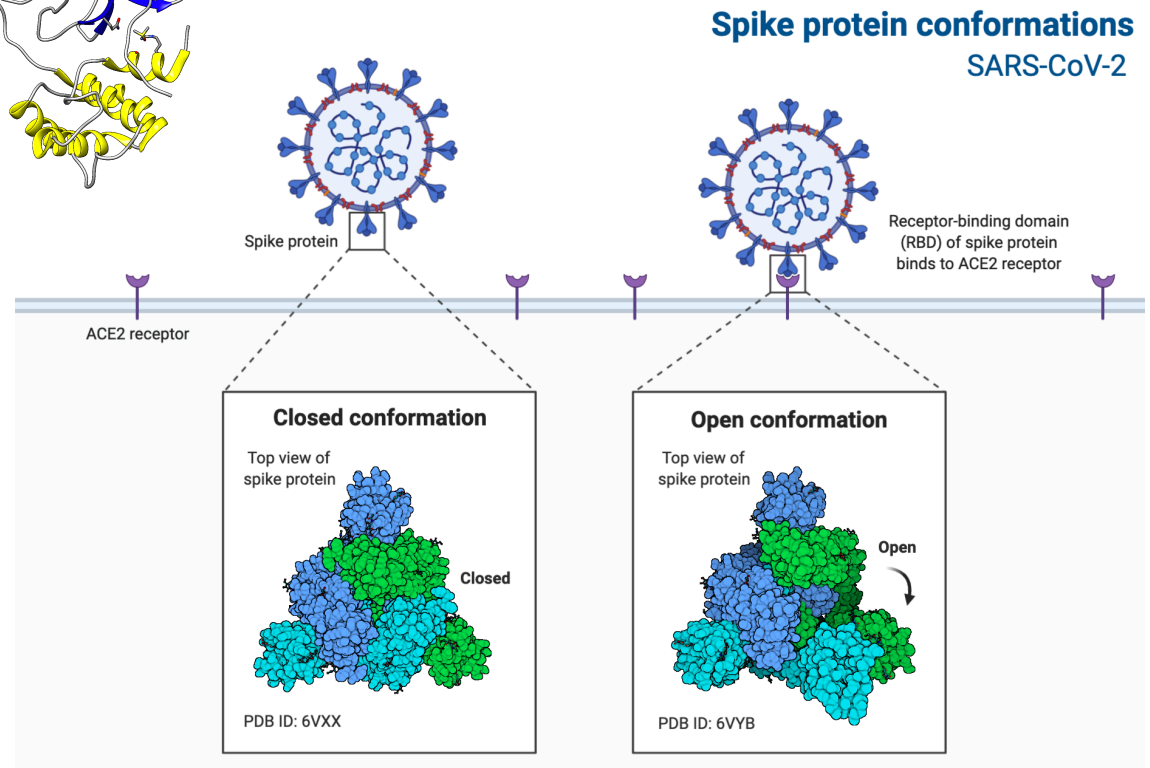 Spike protein conformations
SARS-CoV-2
Spike protein
Receptor-binding domain
(RBD) of spike protein
binds to ACE2 receptor
ACE2 receptor
Closed conformation
Top view of
spike protein
Closed
PDB ID: 6VXX
Open conformation
Top view of
spike protein
Open
PDB ID: 6VYB